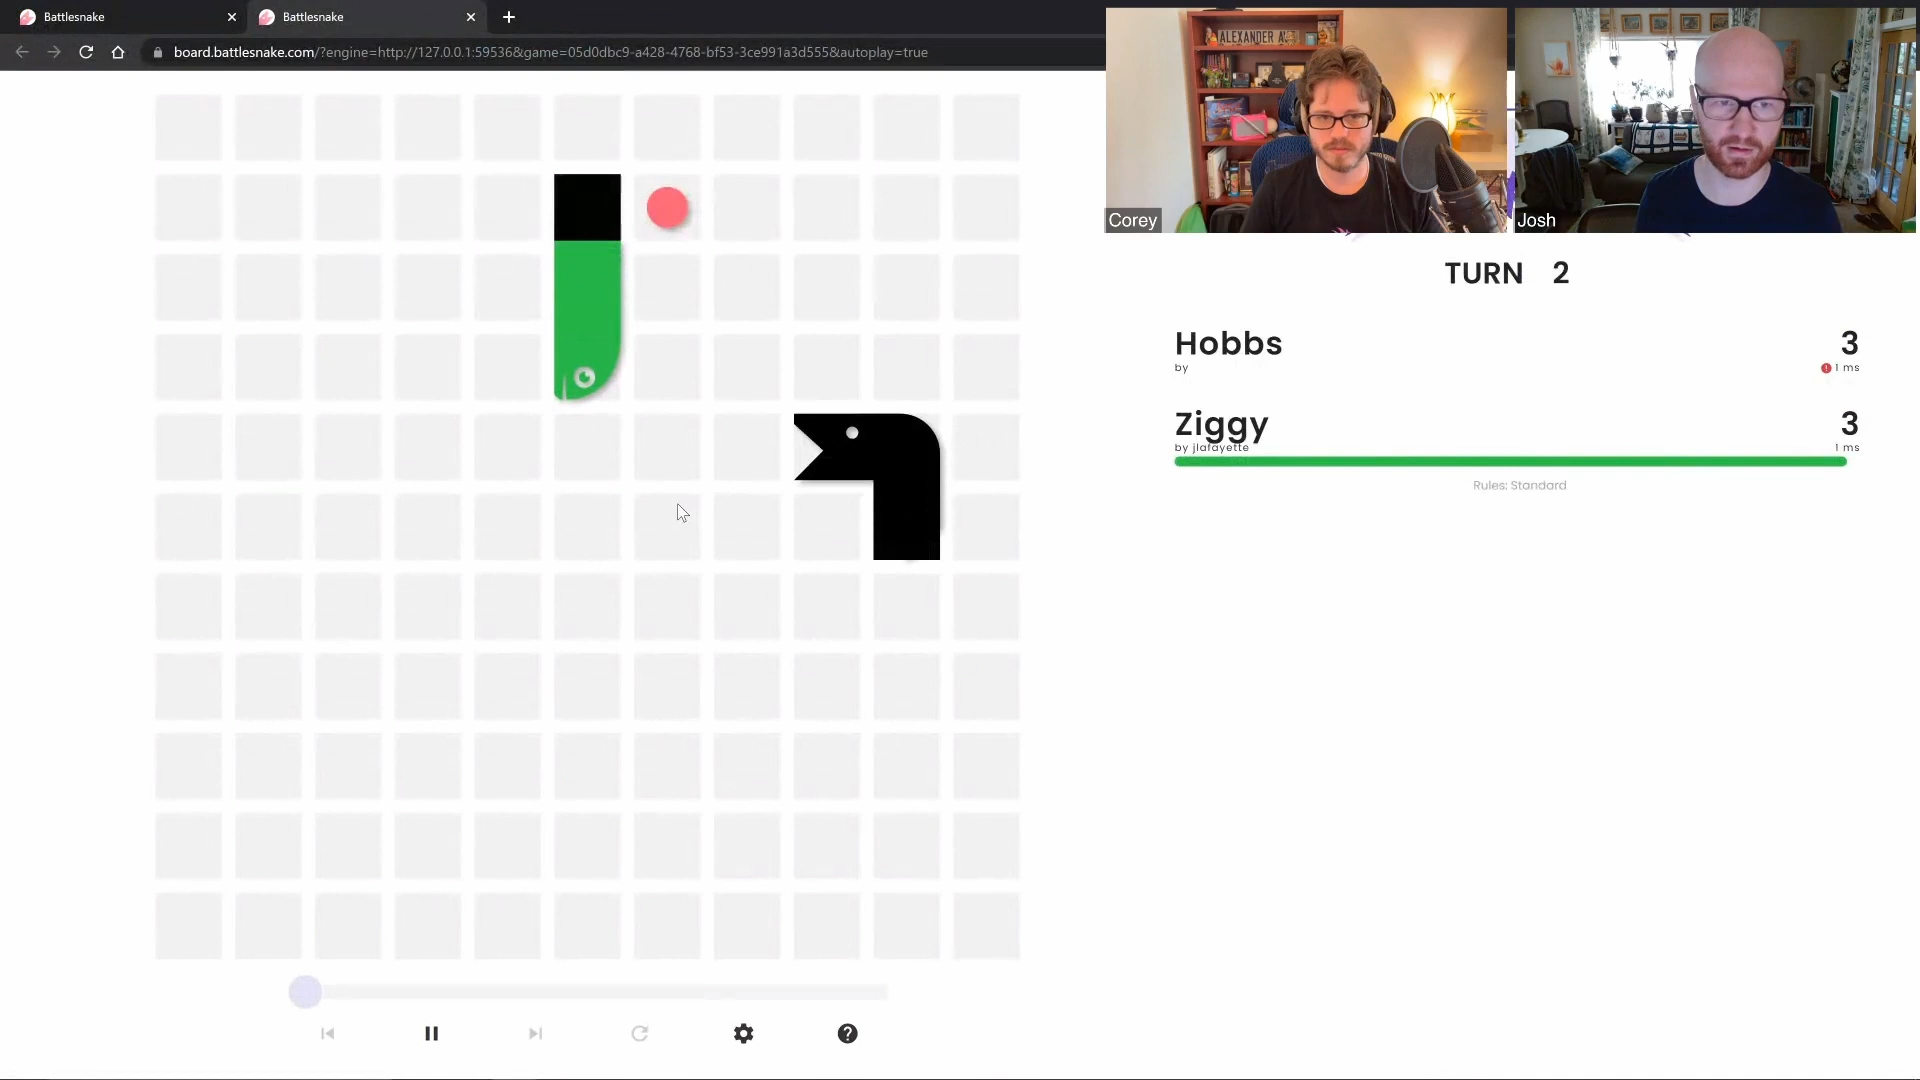 Battlesnake
Battlesnake
board.battlesnake.com/?engine=http://127.0.0.1:59536&game=05d0dbc9-a428-4768-bf53-3ce991a3d555&autoplay=true
ALEXANDER AV
Corey
Josh
TURN 2
Hobbs 3
by 1 ms
Ziggy 3
by jlafayette 1 ms
Rules: Standard